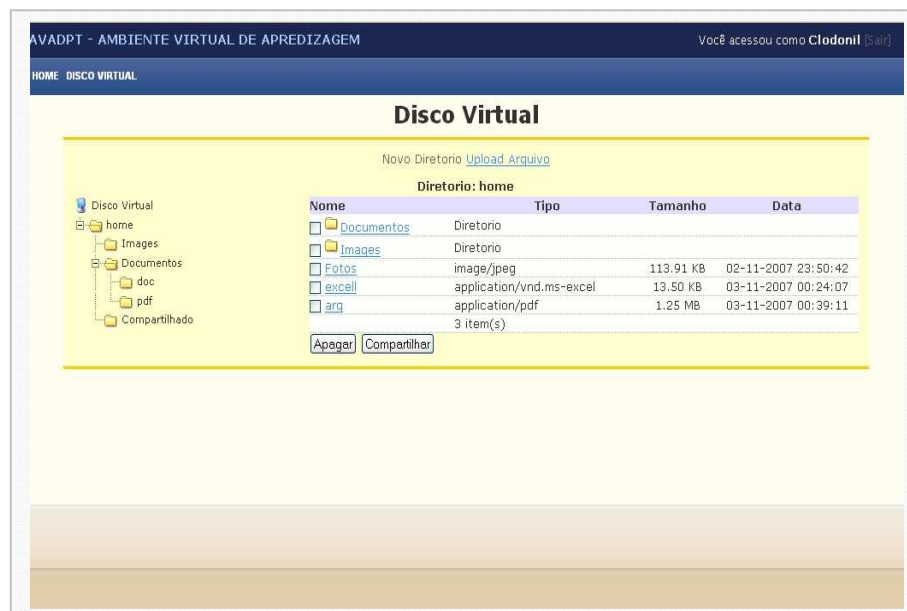 AVADPT - AMBIENTE VIRTUAL DE APREDIZAGEM Você acessou como Clodonil [Sair]
HOME DISCO VIRTUAL
Disco Virtual
Novo Diretorio Upload Arquivo
Diretorio: home
Disco Virtual
home
Images
Documentos
doc
pdf
Compartilhado
Nome Tipo Tamanho Data
Documentos Diretorio
Images Diretorio
Fotos image/jpeg 113.91 KB 02-11-2007 23:50:42
excell application/vnd.ms-excel 13.50 KB 03-11-2007 00:24:07
arq application/pdf 1.25 MB 03-11-2007 00:39:11
3 item(s)
Apagar Compartilhar